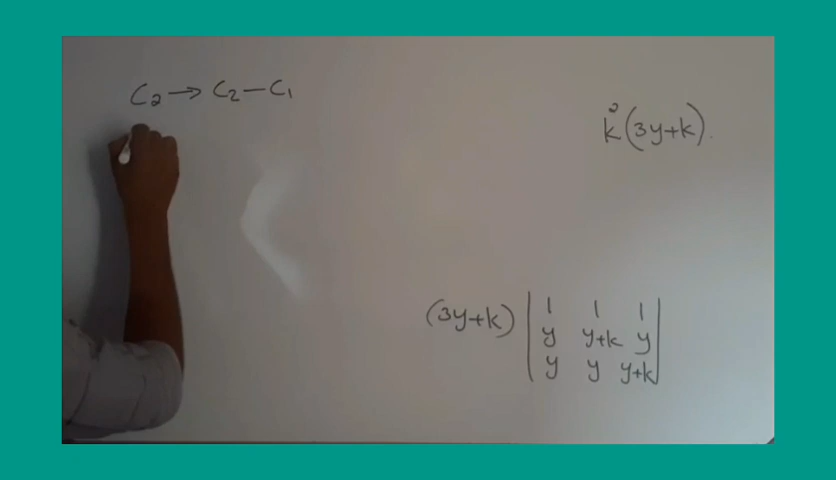 C₂ → C₂ – C₁
k²(3y+k).
(3y+k) | 1 1 1 |
| y y+k y |
| y y y+k |